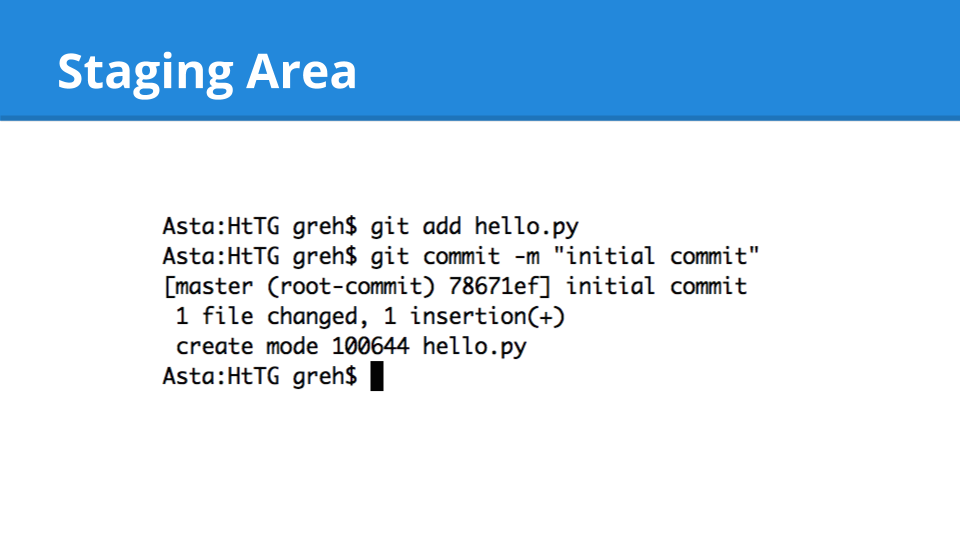 Staging Area
Asta:HtTG greh$ git add hello.py
Asta:HtTG greh$ git commit -m "initial commit"
[master (root-commit) 78671ef] initial commit
 1 file changed, 1 insertion(+)
 create mode 100644 hello.py
Asta:HtTG greh$